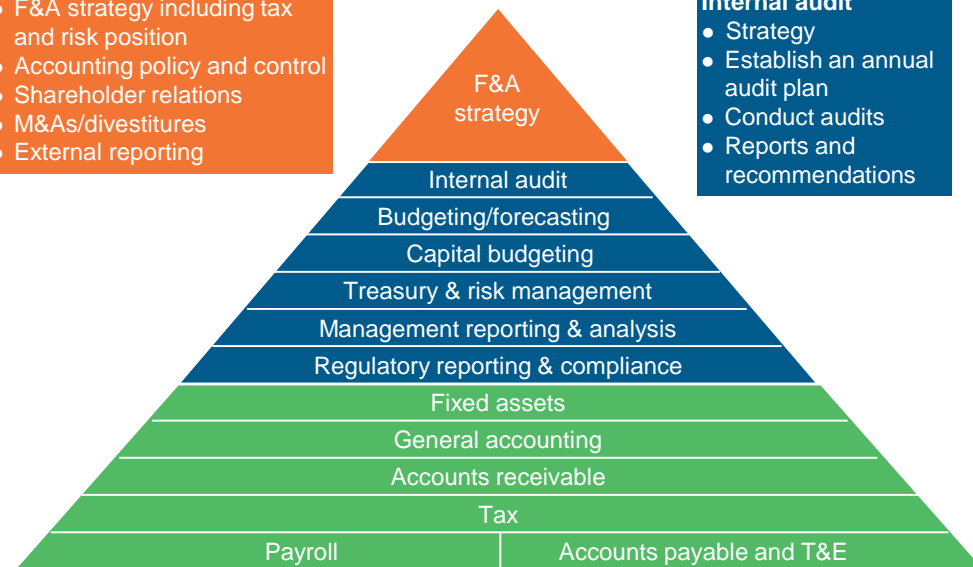 ● F&A strategy including tax
and risk position
● Accounting policy and control
● Shareholder relations
● M&As/divestitures
● External reporting
Internal audit
● Strategy
● Establish an annual
audit plan
● Conduct audits
● Reports and
recommendations
F&A
strategy
Internal audit
Budgeting/forecasting
Capital budgeting
Treasury & risk management
Management reporting & analysis
Regulatory reporting & compliance
Fixed assets
General accounting
Accounts receivable
Tax
Payroll
Accounts payable and T&E